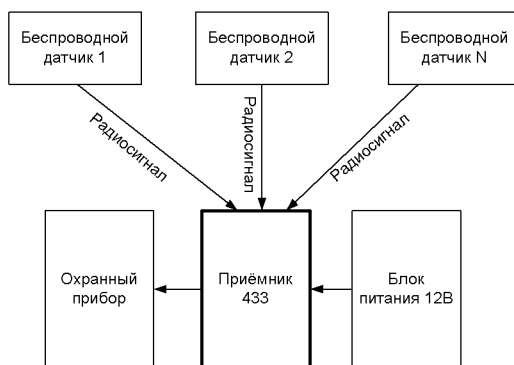 Беспроводной
датчик 1
Беспроводной
датчик 2
Беспроводной
датчик N
Радиосигнал
Радиосигнал
Радиосигнал
Охранный
прибор
Приёмник
433
Блок
питания 12В